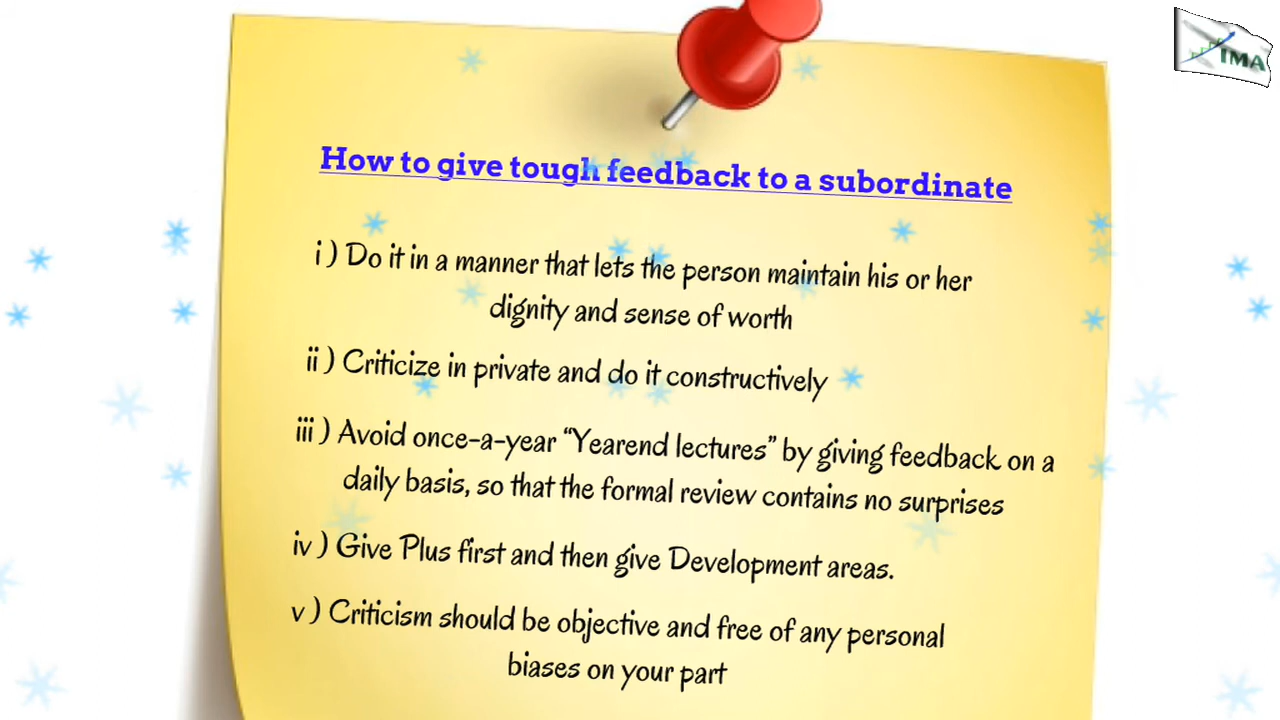 IMA
How to give tough feedback to a subordinate
i ) Do it in a manner that lets the person maintain his or her
dignity and sense of worth
ii ) Criticize in private and do it constructively
iii ) Avoid once-a-year “Yearend lectures” by giving feedback on a
daily basis, so that the formal review contains no surprises
iv ) Give Plus first and then give Development areas.
v ) Criticism should be objective and free of any personal
biases on your part